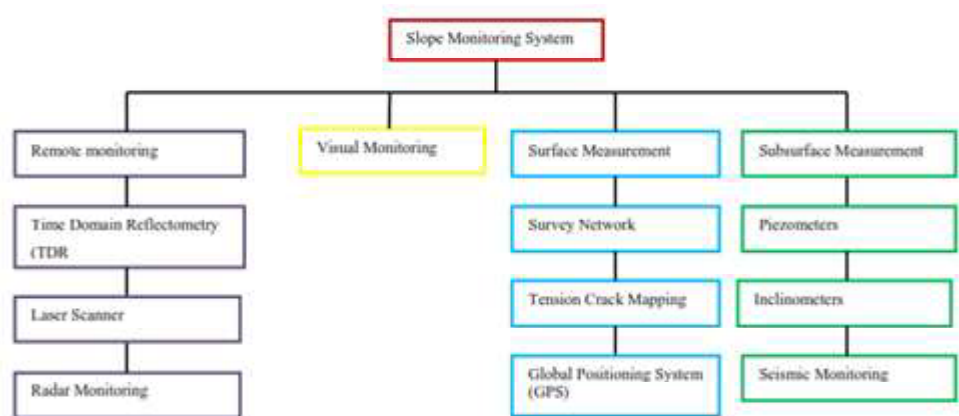 Slope Monitoring System
Remote monitoring
Visual Monitoring
Surface Measurement
Subsurface Measurement
Time Domain Reflectometry
(TDR
Survey Network
Piezometers
Laser Scanner
Tension Crack Mapping
Inclinometers
Radar Monitoring
Global Positioning System
(GPS)
Seismic Monitoring